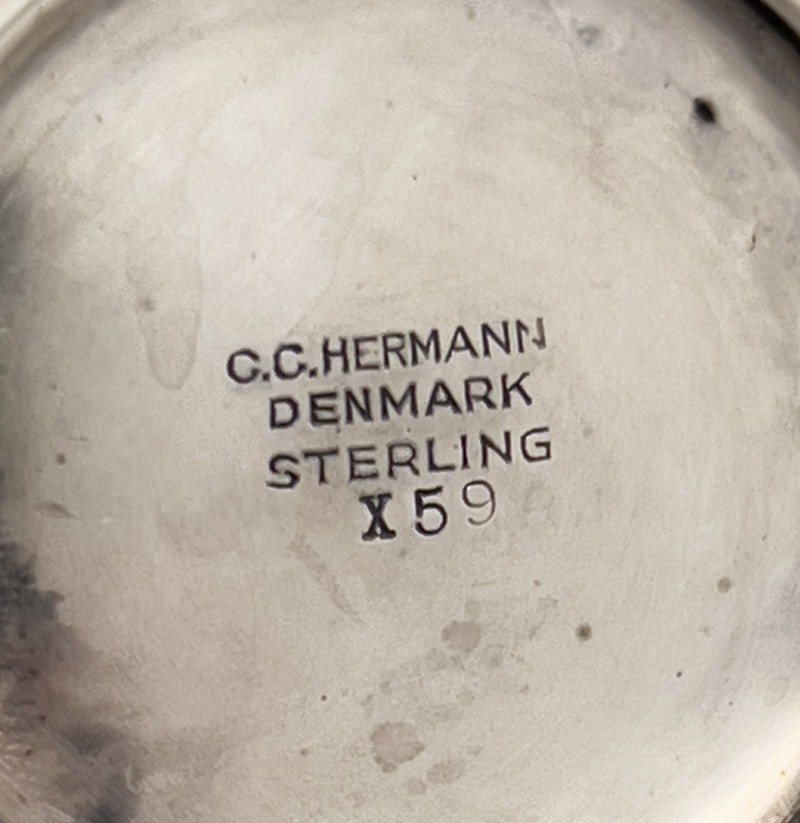 C.C.HERMANN
DENMARK
STERLING
X59